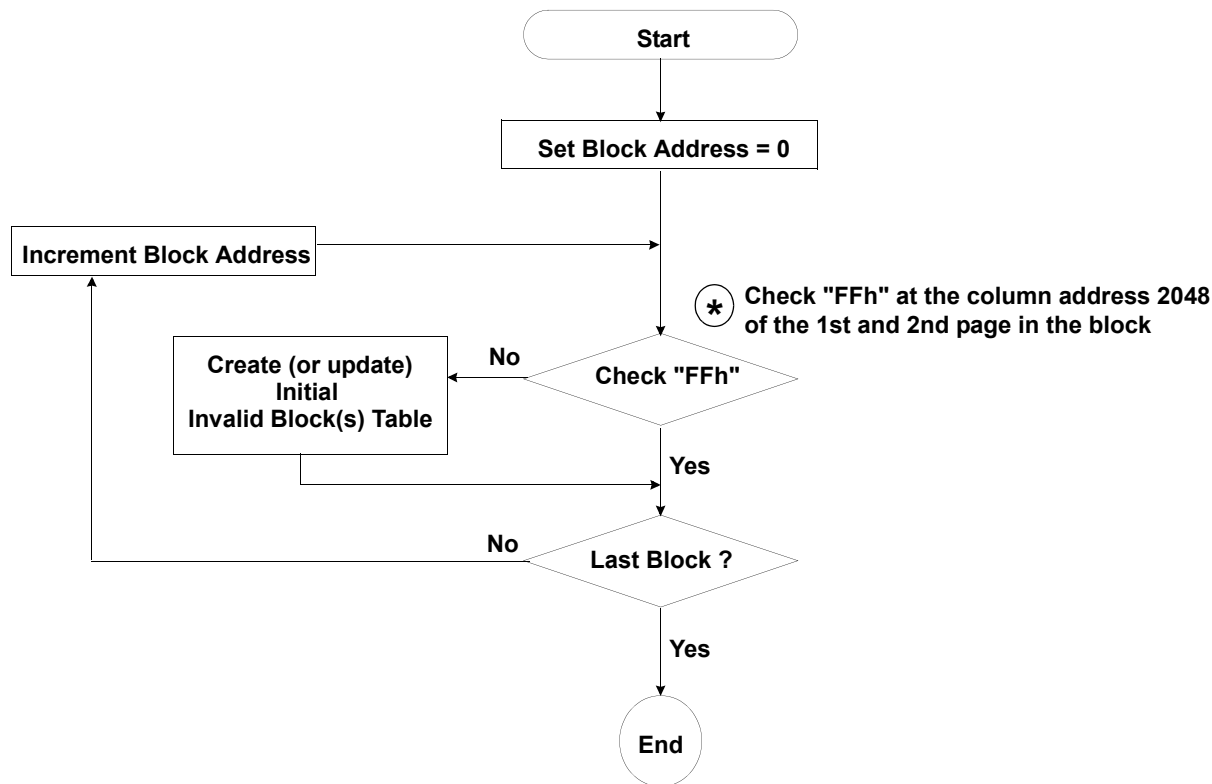 Start
Set Block Address = 0
Increment Block Address
* Check "FFh" at the column address 2048
of the 1st and 2nd page in the block
No
Create (or update)
Initial
Invalid Block(s) Table
Check "FFh"
Yes
No
Last Block ?
Yes
End